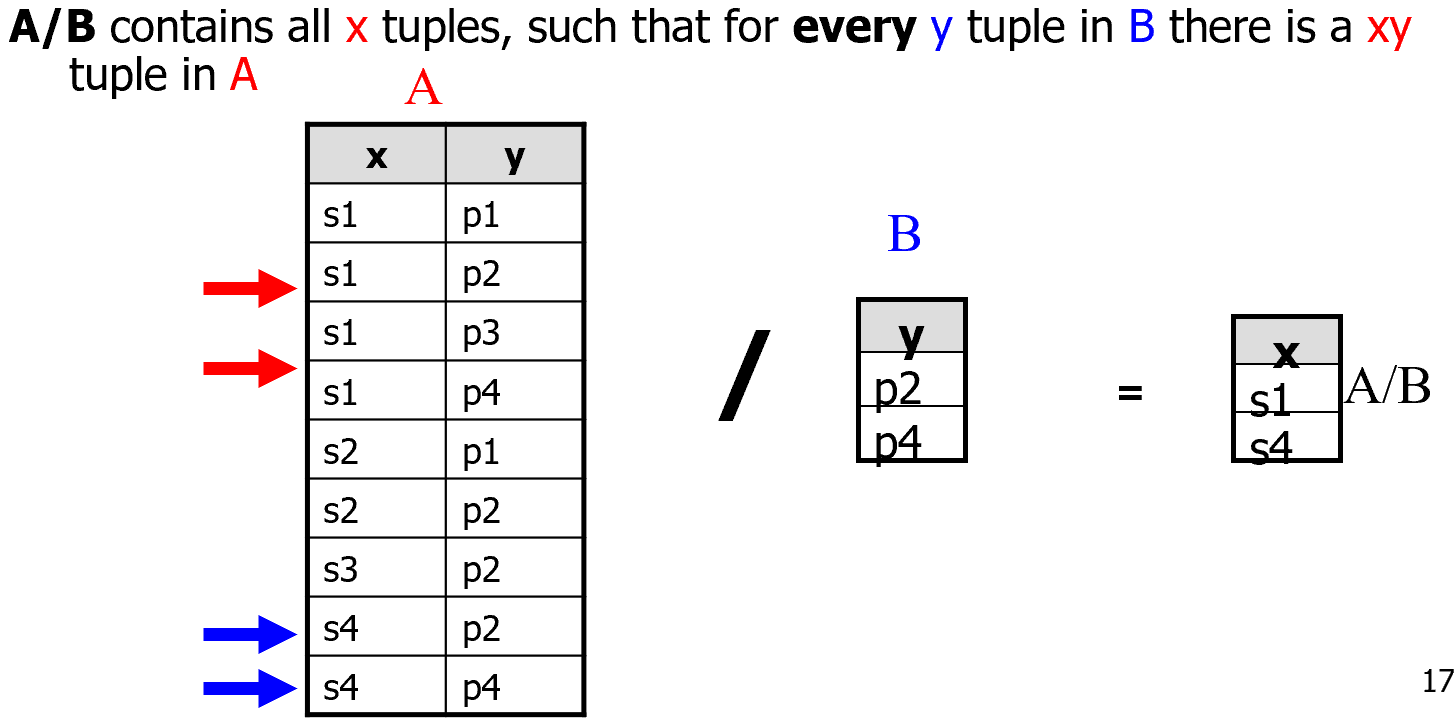 A/B contains all x tuples, such that for every y tuple in B there is a xy
tuple in A
A
x y
s1 p1
s1 p2
s1 p3
s1 p4
s2 p1
s2 p2
s3 p2
s4 p2
s4 p4
/
B
y
p2
p4
=
x
s1
s4
A/B
17